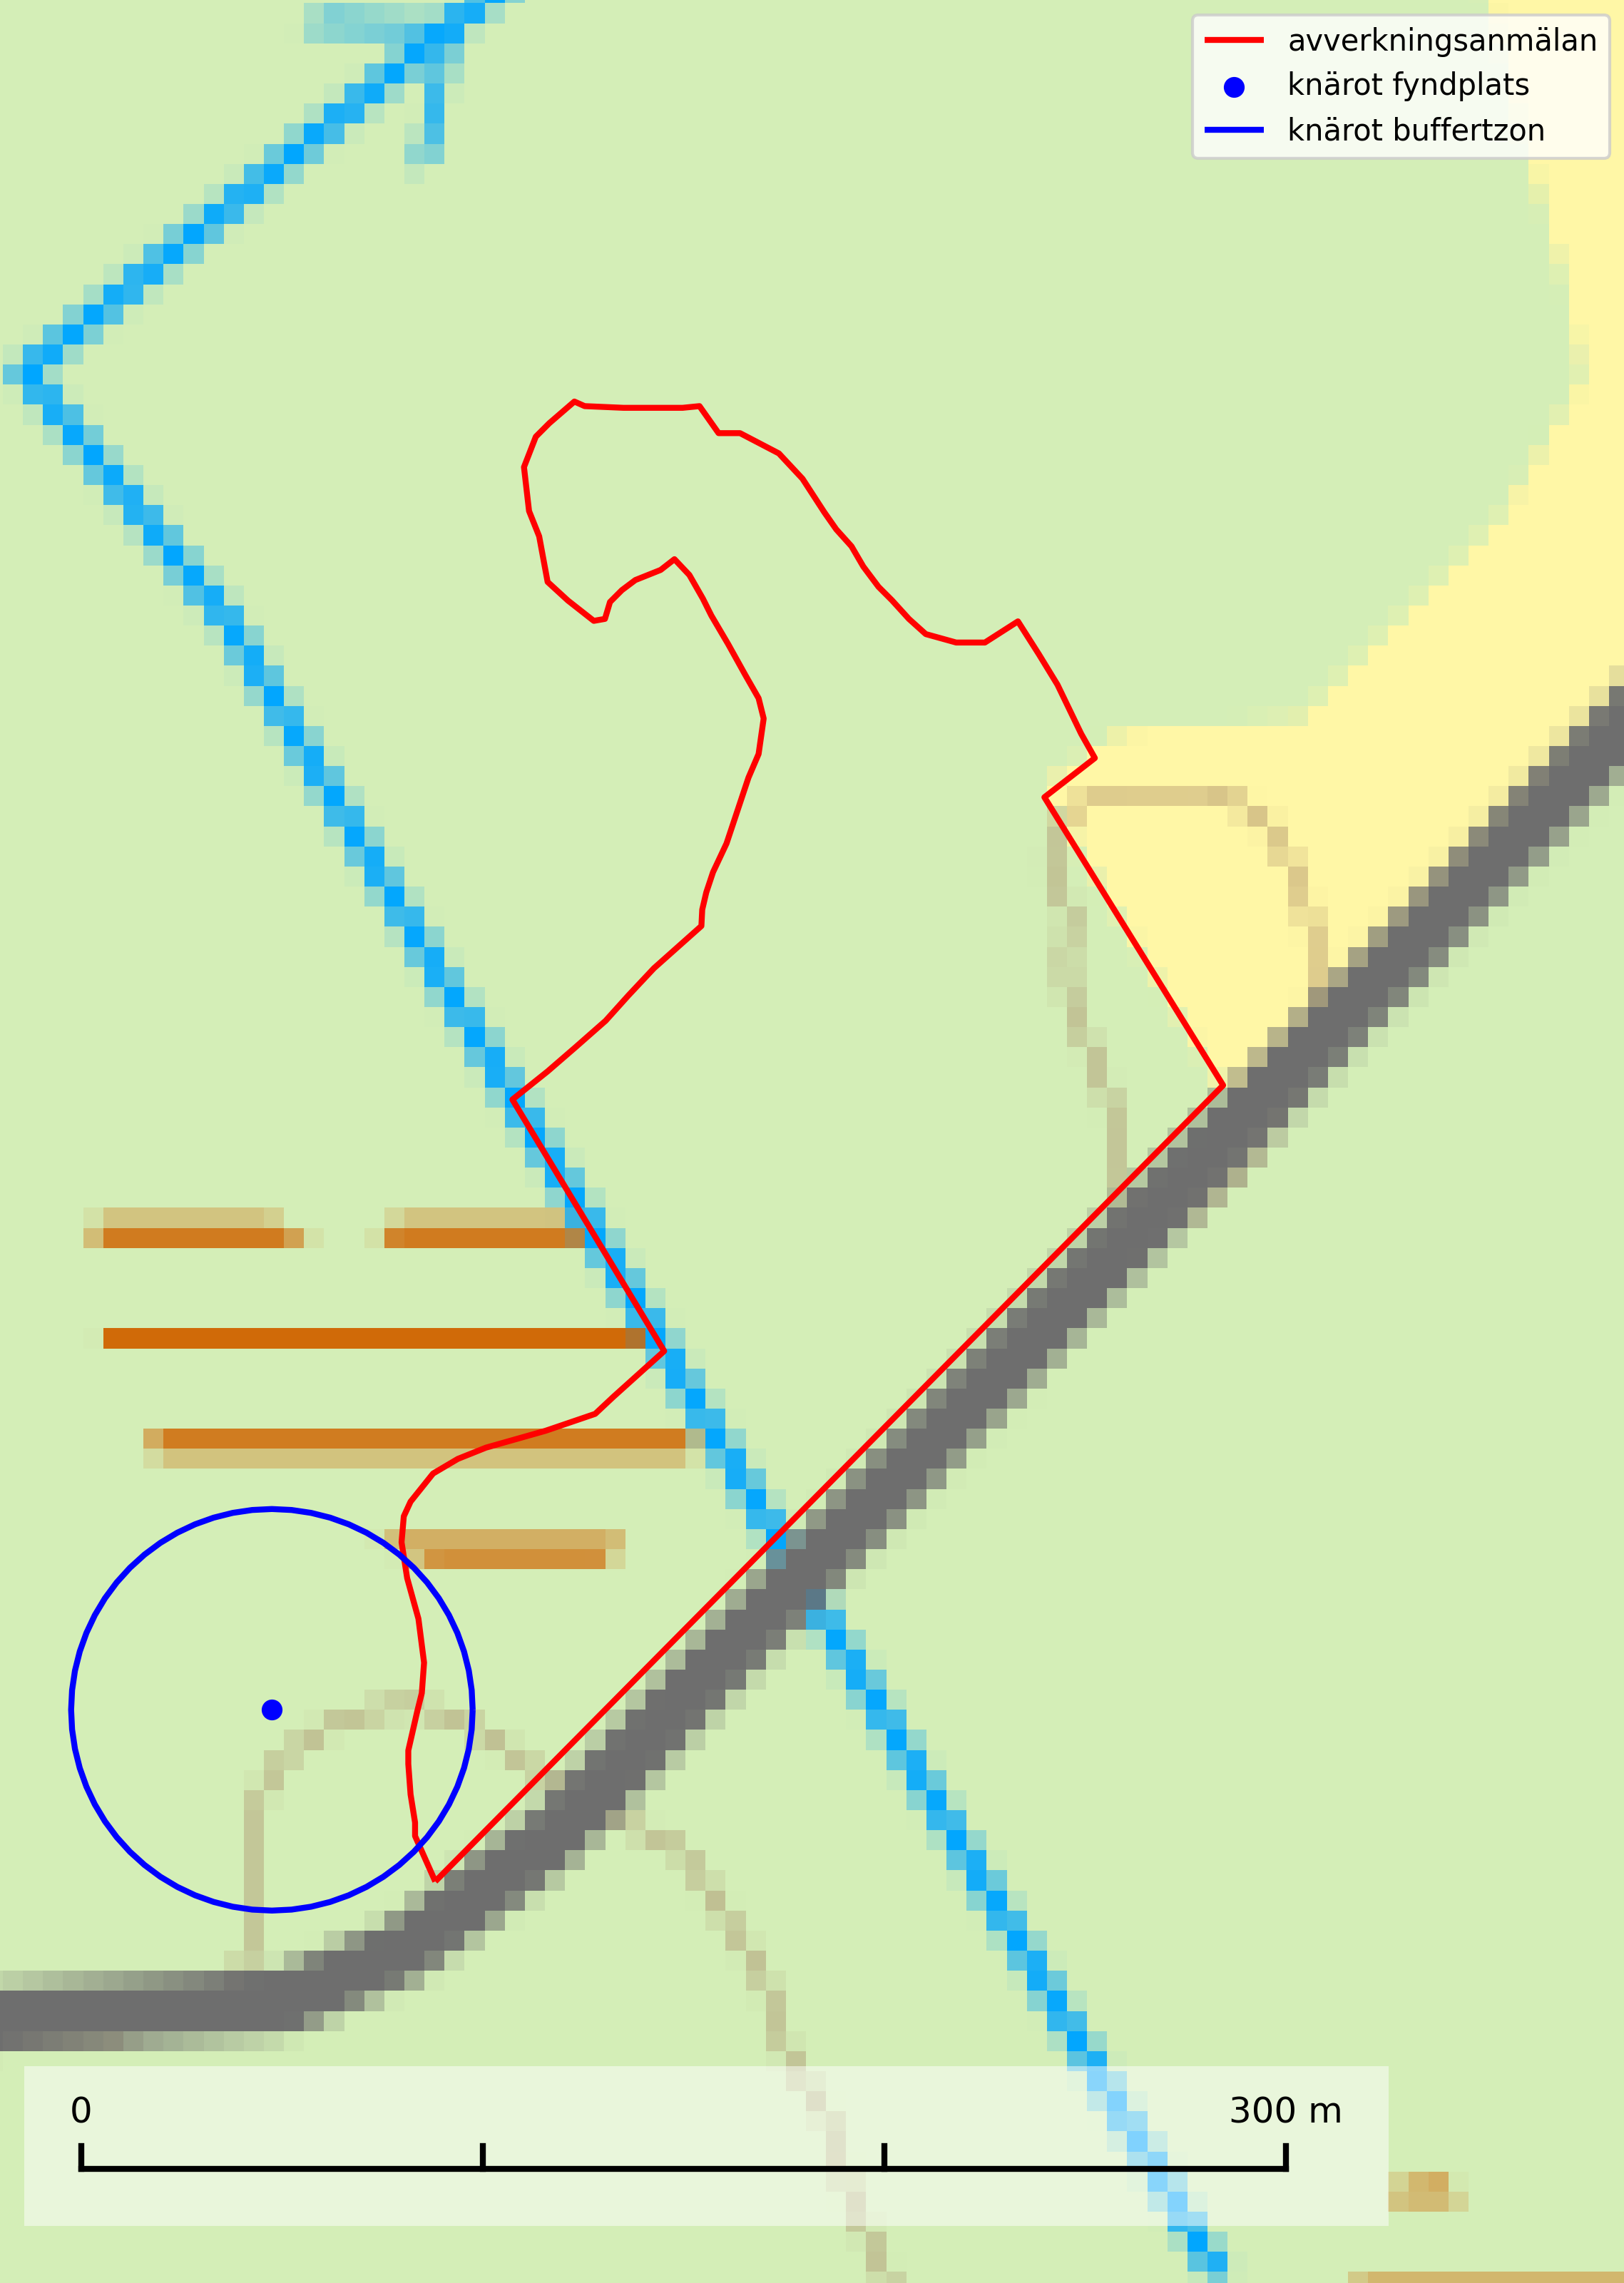 avverkningsanmälan
knärot fyndplats
knärot buffertzon
0
300 m